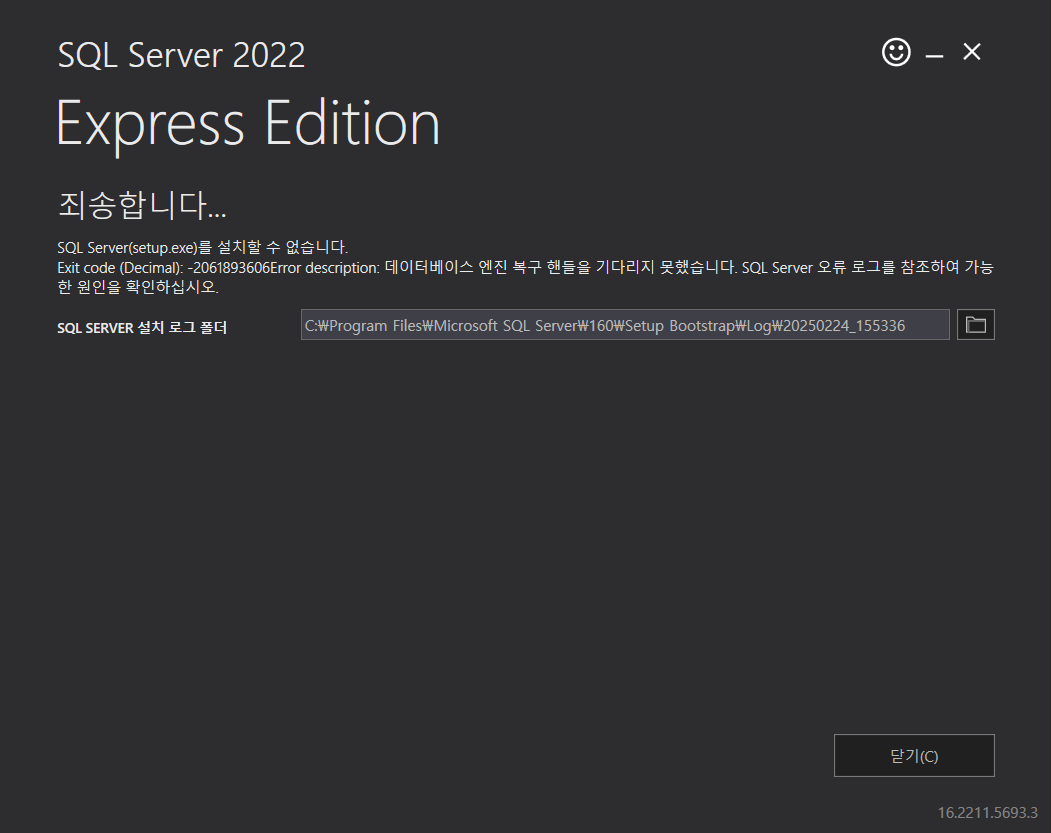 SQL Server 2022
Express Edition
죄송합니다...
SQL Server(setup.exe)를 설치할 수 없습니다.
Exit code (Decimal): -2061893606Error description: 데이터베이스 엔진 복구 핸들을 기다리지 못했습니다. SQL Server 오류 로그를 참조하여 가능
한 원인을 확인하십시오.
SQL SERVER 설치 로그 폴더 C:₩Program Files₩Microsoft SQL Server₩160₩Setup Bootstrap₩Log₩20250224_155336
닫기(C)
16.2211.5693.3